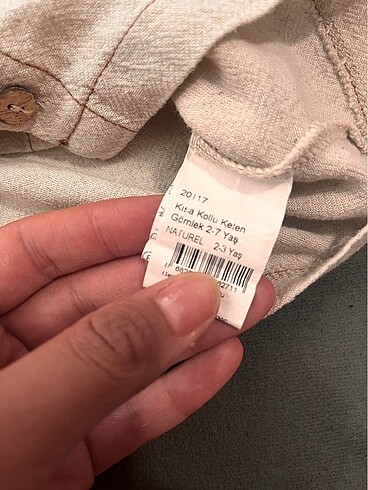 20117
Kısa Kollu Keten
Gömlek 2-7 Yaş
NATUREL 2-3 Yaş